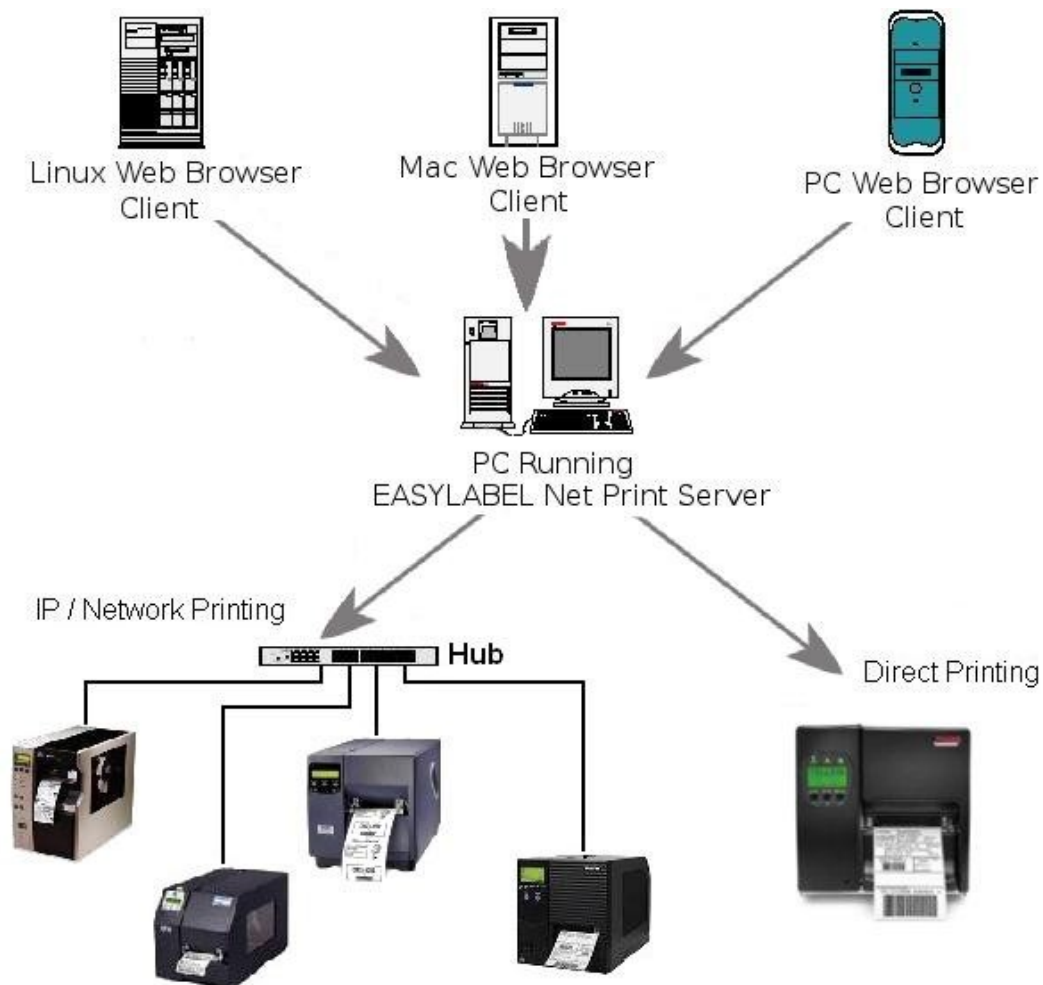 Linux Web Browser
Client
Mac Web Browser
Client
PC Web Browser
Client
PC Running
EASYLABEL Net Print Server
IP / Network Printing
Hub
Direct Printing